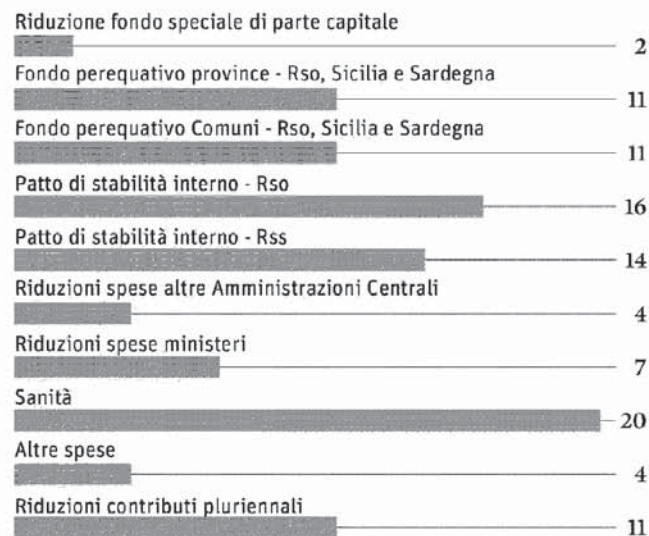 Riduzione fondo speciale di parte capitale
2
Fondo perequativo province - Rso, Sicilia e Sardegna
11
Fondo perequativo Comuni - Rso, Sicilia e Sardegna
11
Patto di stabilità interno - Rso
16
Patto di stabilità interno - Rss
14
Riduzioni spese altre Amministrazioni Centrali
4
Riduzioni spese ministeri
7
Sanità
20
Altre spese
4
Riduzioni contributi pluriennali
11